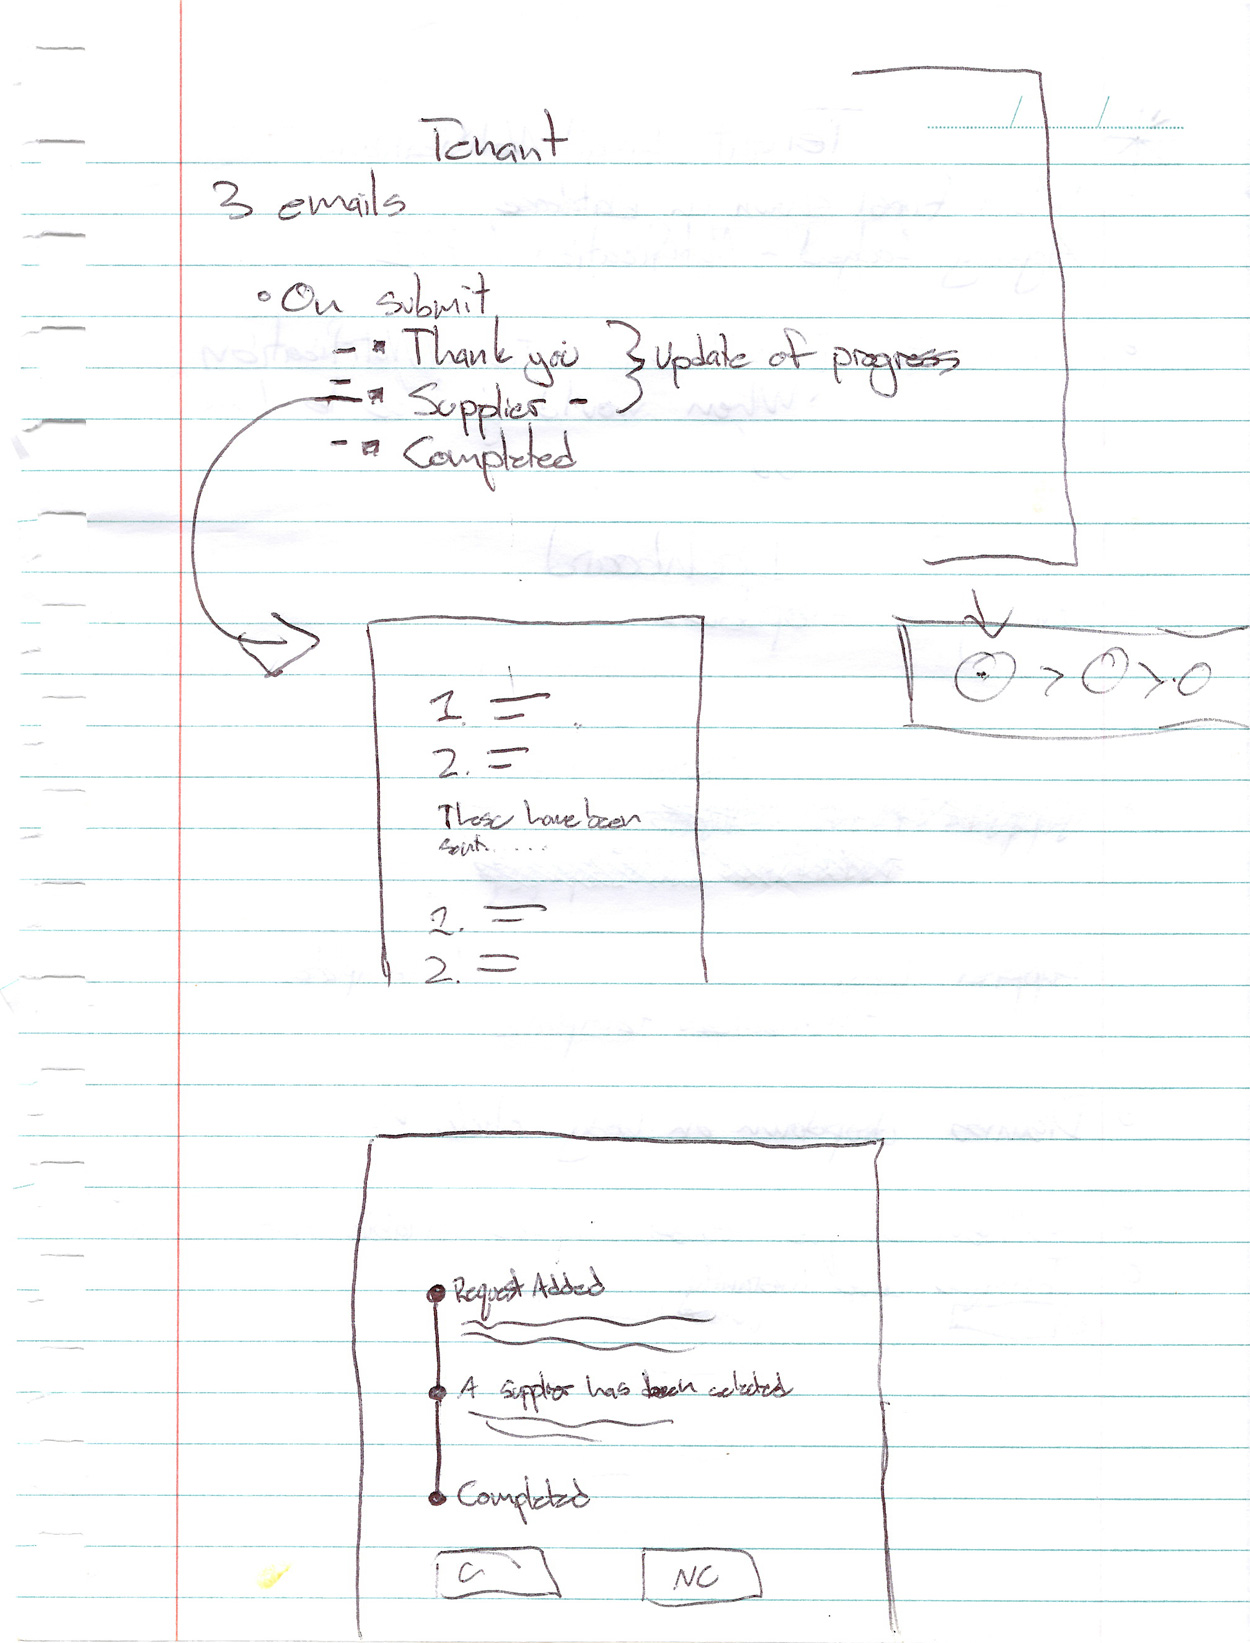 Tenant
3 emails
• On submit
- ▪ Thank you } Update of progress
- ▪ Supplier -
- ▪ Completed
1.
2.
These have been
sent. ...
1.
2.
Request Added
A supplier has been selected
Completed
C
NC